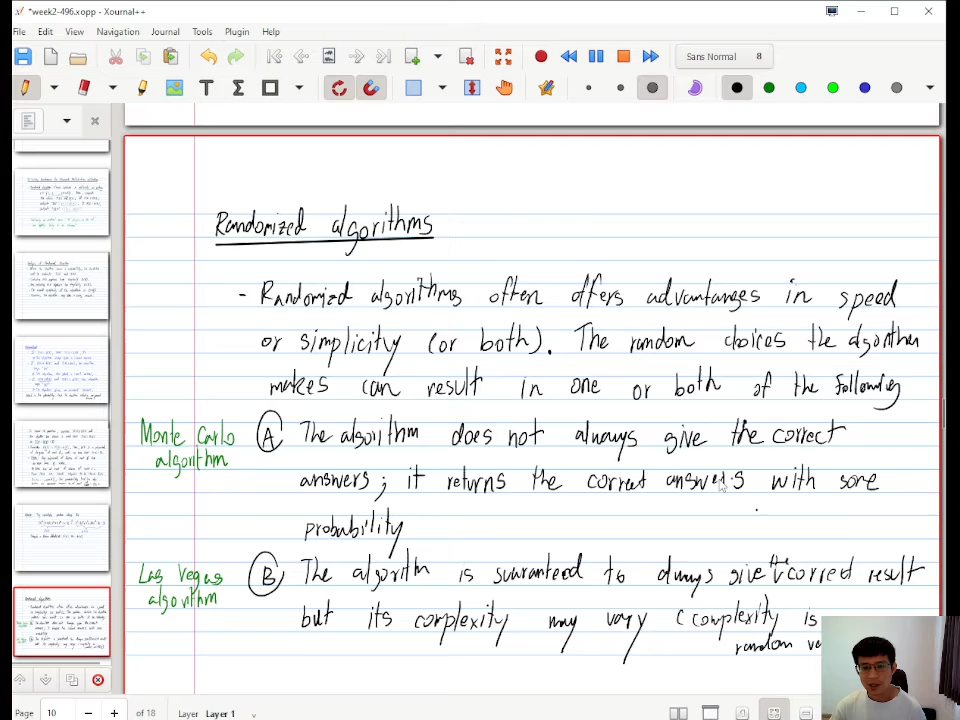 *week2-496.xopp - Xournal++
File Edit View Navigation Journal Tools Plugin Help
Sans Normal 8
Randomized algorithms
- Randomized algorithms often offers advantanges in speed
or simplicity (or both). The random choices the algorithm
makes can result in one or both of the following
Monte Carlo
algorithm
A The algorithm does not always give the correct
answers; it returns the correct answers with some
probability
Las Vegas
algorithm
B The algorithm is guaranteed to always give the correct result
but its complexity may vary (complexity is
random
Page 10 of 18 Layer Layer 1